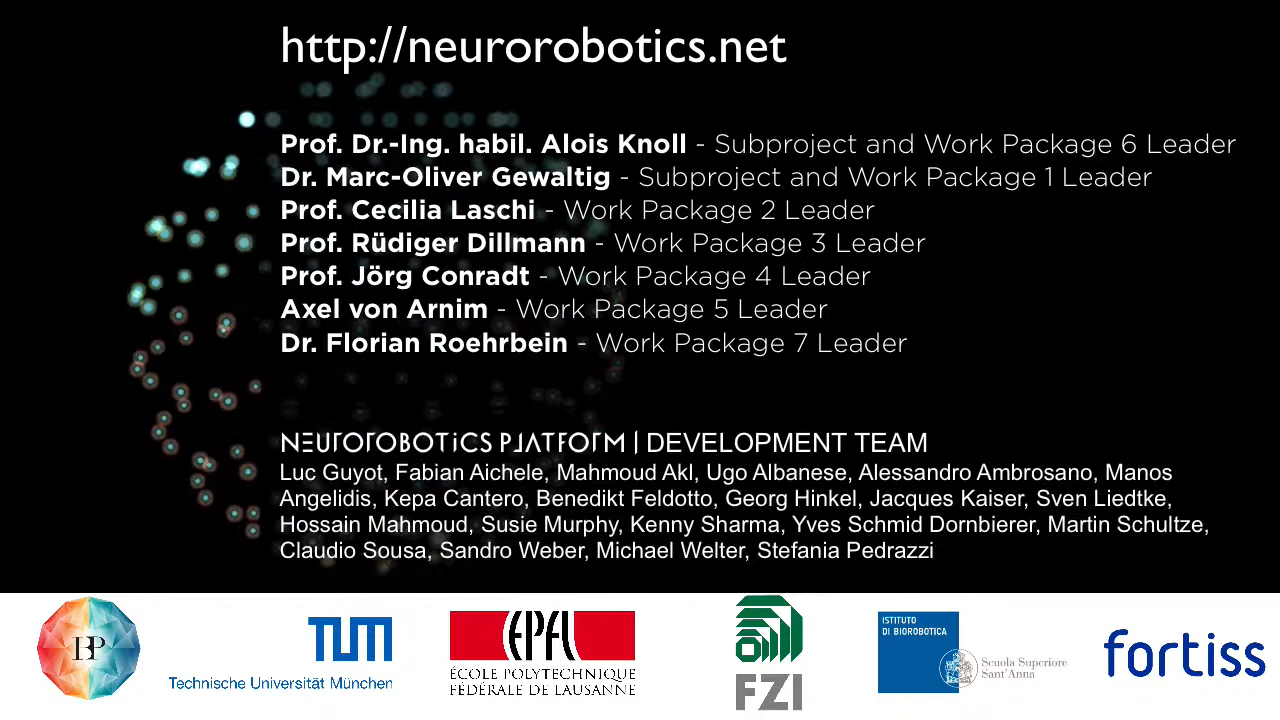 http://neurorobotics.net
Prof. Dr.-Ing. habil. Alois Knoll - Subproject and Work Package 6 Leader
Dr. Marc-Oliver Gewaltig - Subproject and Work Package 1 Leader
Prof. Cecilia Laschi - Work Package 2 Leader
Prof. Rüdiger Dillmann - Work Package 3 Leader
Prof. Jörg Conradt - Work Package 4 Leader
Axel von Arnim - Work Package 5 Leader
Dr. Florian Roehrbein - Work Package 7 Leader
NEUROROBOTICS PLATFORM | DEVELOPMENT TEAM
Luc Guyot, Fabian Aichele, Mahmoud Akl, Ugo Albanese, Alessandro Ambrosano, Manos
Angelidis, Kepa Cantero, Benedikt Feldotto, Georg Hinkel, Jacques Kaiser, Sven Liedtke,
Hossain Mahmoud, Susie Murphy, Kenny Sharma, Yves Schmid Dornbierer, Martin Schultze,
Claudio Sousa, Sandro Weber, Michael Welter, Stefania Pedrazzi
HBP
TUM
Technische Universität München
EPFL
ÉCOLE POLYTECHNIQUE
FÉDÉRALE DE LAUSANNE
FZI
ISTITUTO
DI BIOROBOTICA
Scuola Superiore
Sant'Anna
fortiss